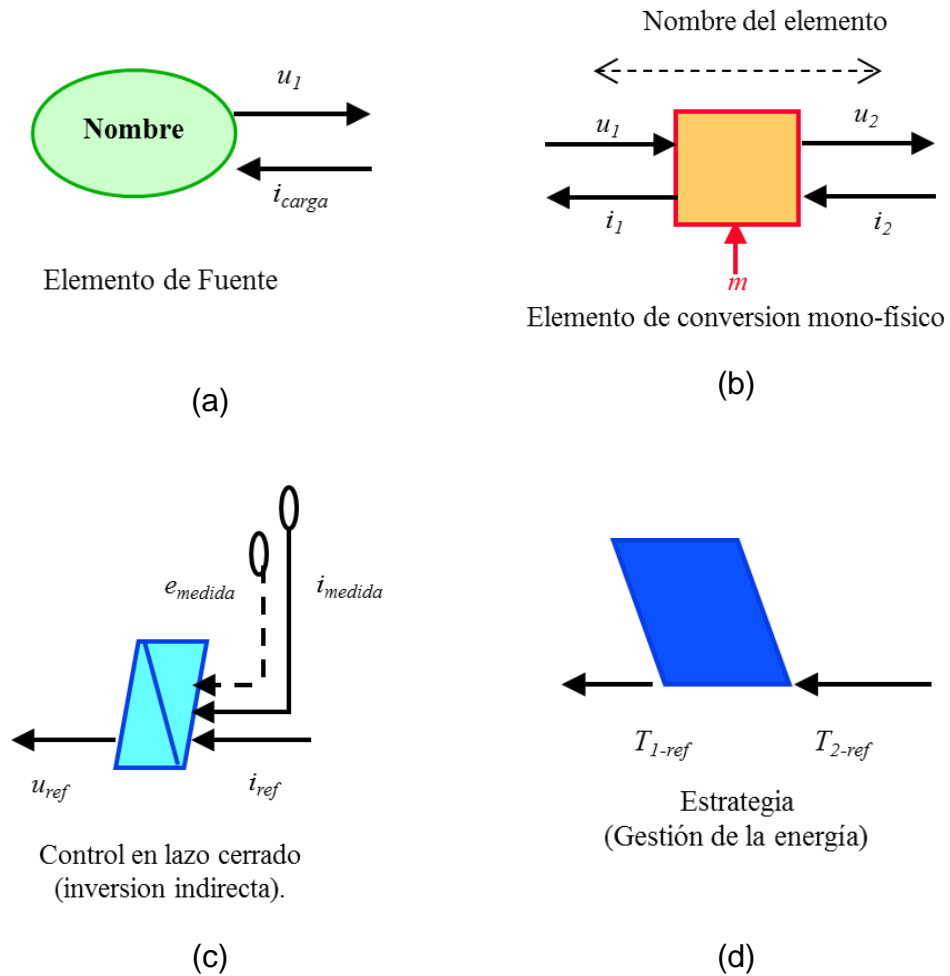 Nombre
u1
icarga
Elemento de Fuente
(a)
Nombre del elemento
u1
u2
i1
i2
m
Elemento de conversion mono-físico
(b)
emedida
imedida
uref
iref
Control en lazo cerrado
(inversion indirecta).
(c)
T1-ref
T2-ref
Estrategia
(Gestión de la energía)
(d)